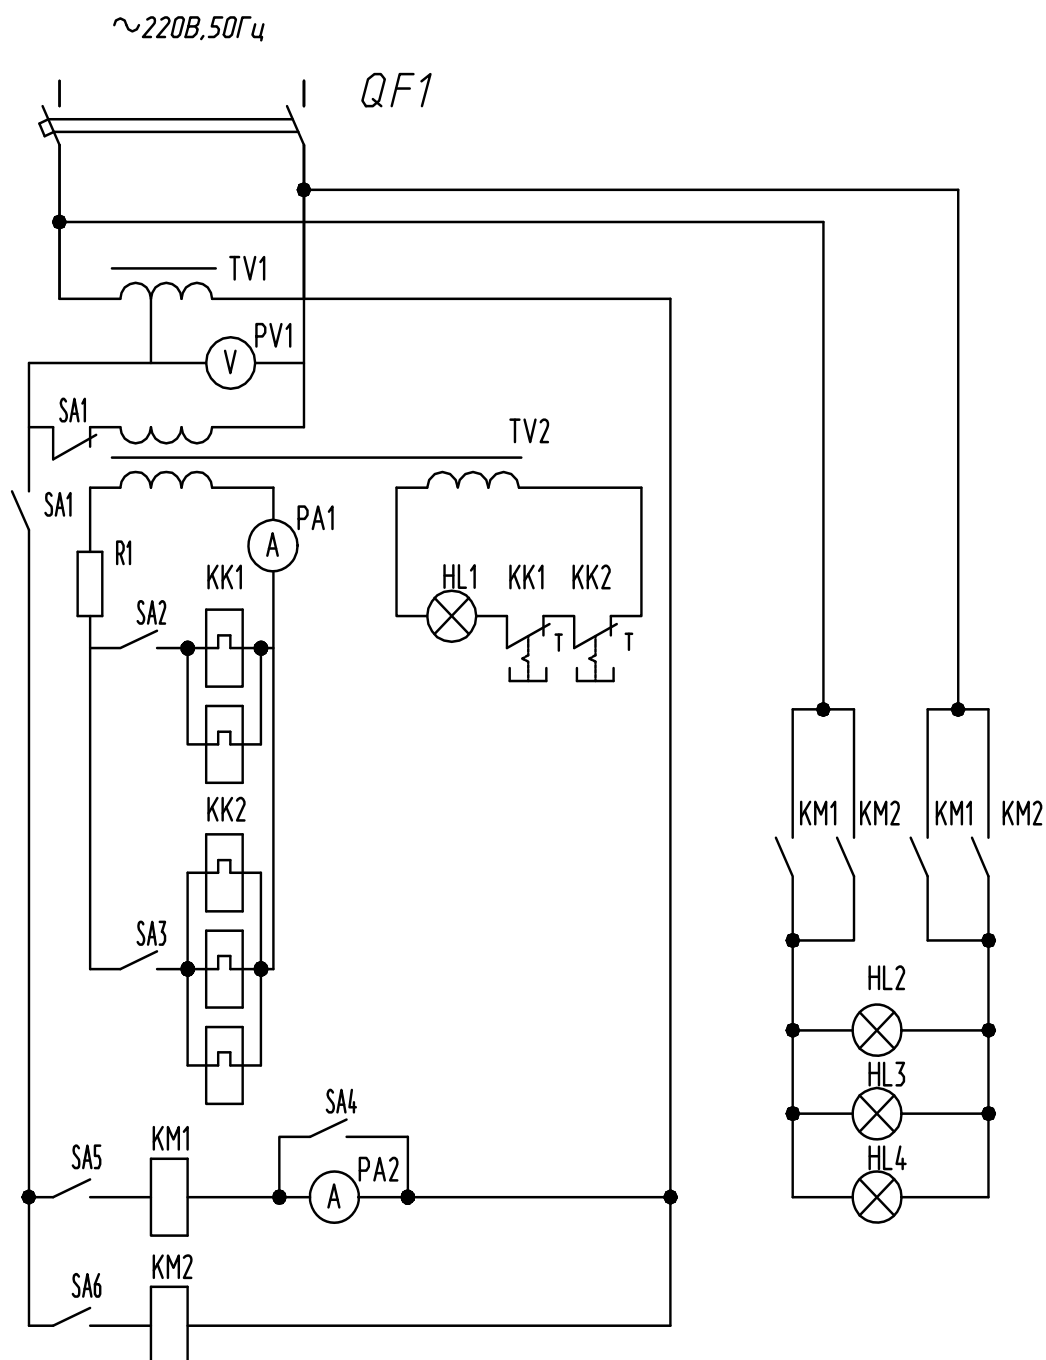 ~220В,50Гц
QF1
TV1
PV1
V
SA1
TV2
SA1
PA1
A
R1
KK1
HL1
KK1
KK2
SA2
T
T
KK2
KM1
KM2
KM1
KM2
SA3
HL2
HL3
SA4
KM1
SA5
PA2
HL4
A
KM2
SA6